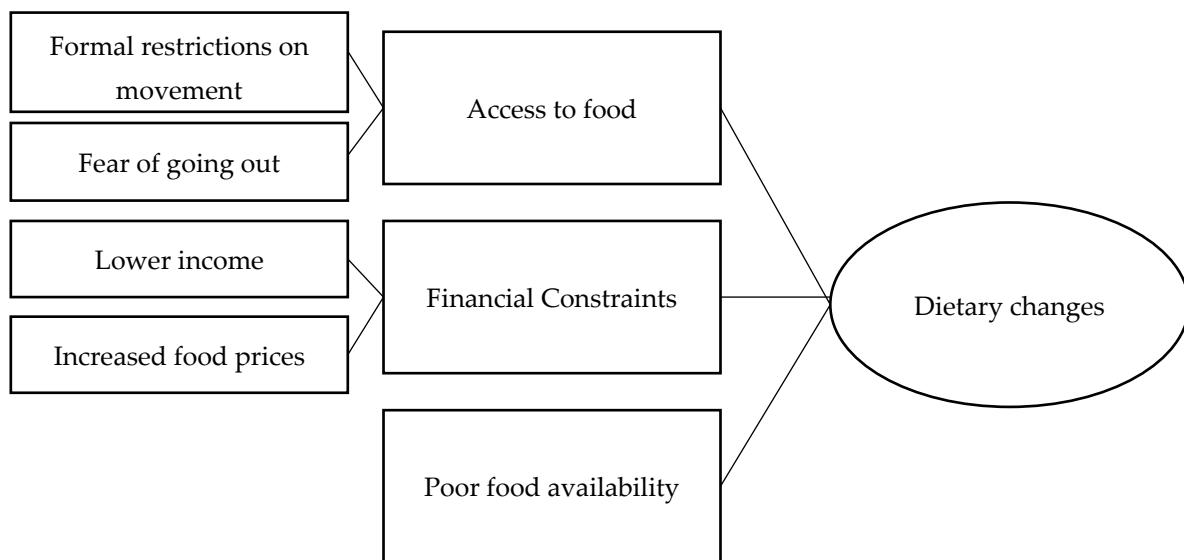 Formal restrictions on
movement
Fear of going out
Lower income
Increased food prices
Access to food
Financial Constraints
Poor food availability
Dietary changes